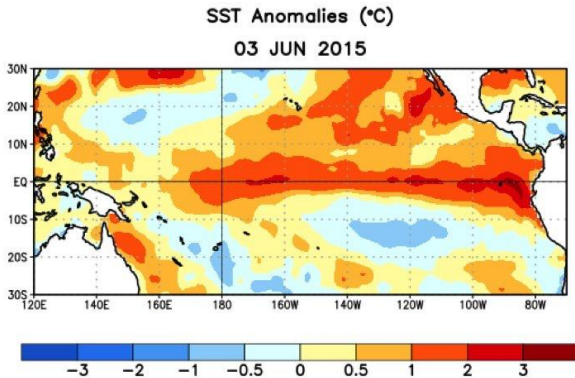 SST Anomalies (°C)
03 JUN 2015
30N
20N
10N
EQ
10S
20S
30S
120E 140E 160E 180 160W 140W 120W 100W 80W
-3 -2 -1 -0.5 0 0.5 1 2 3